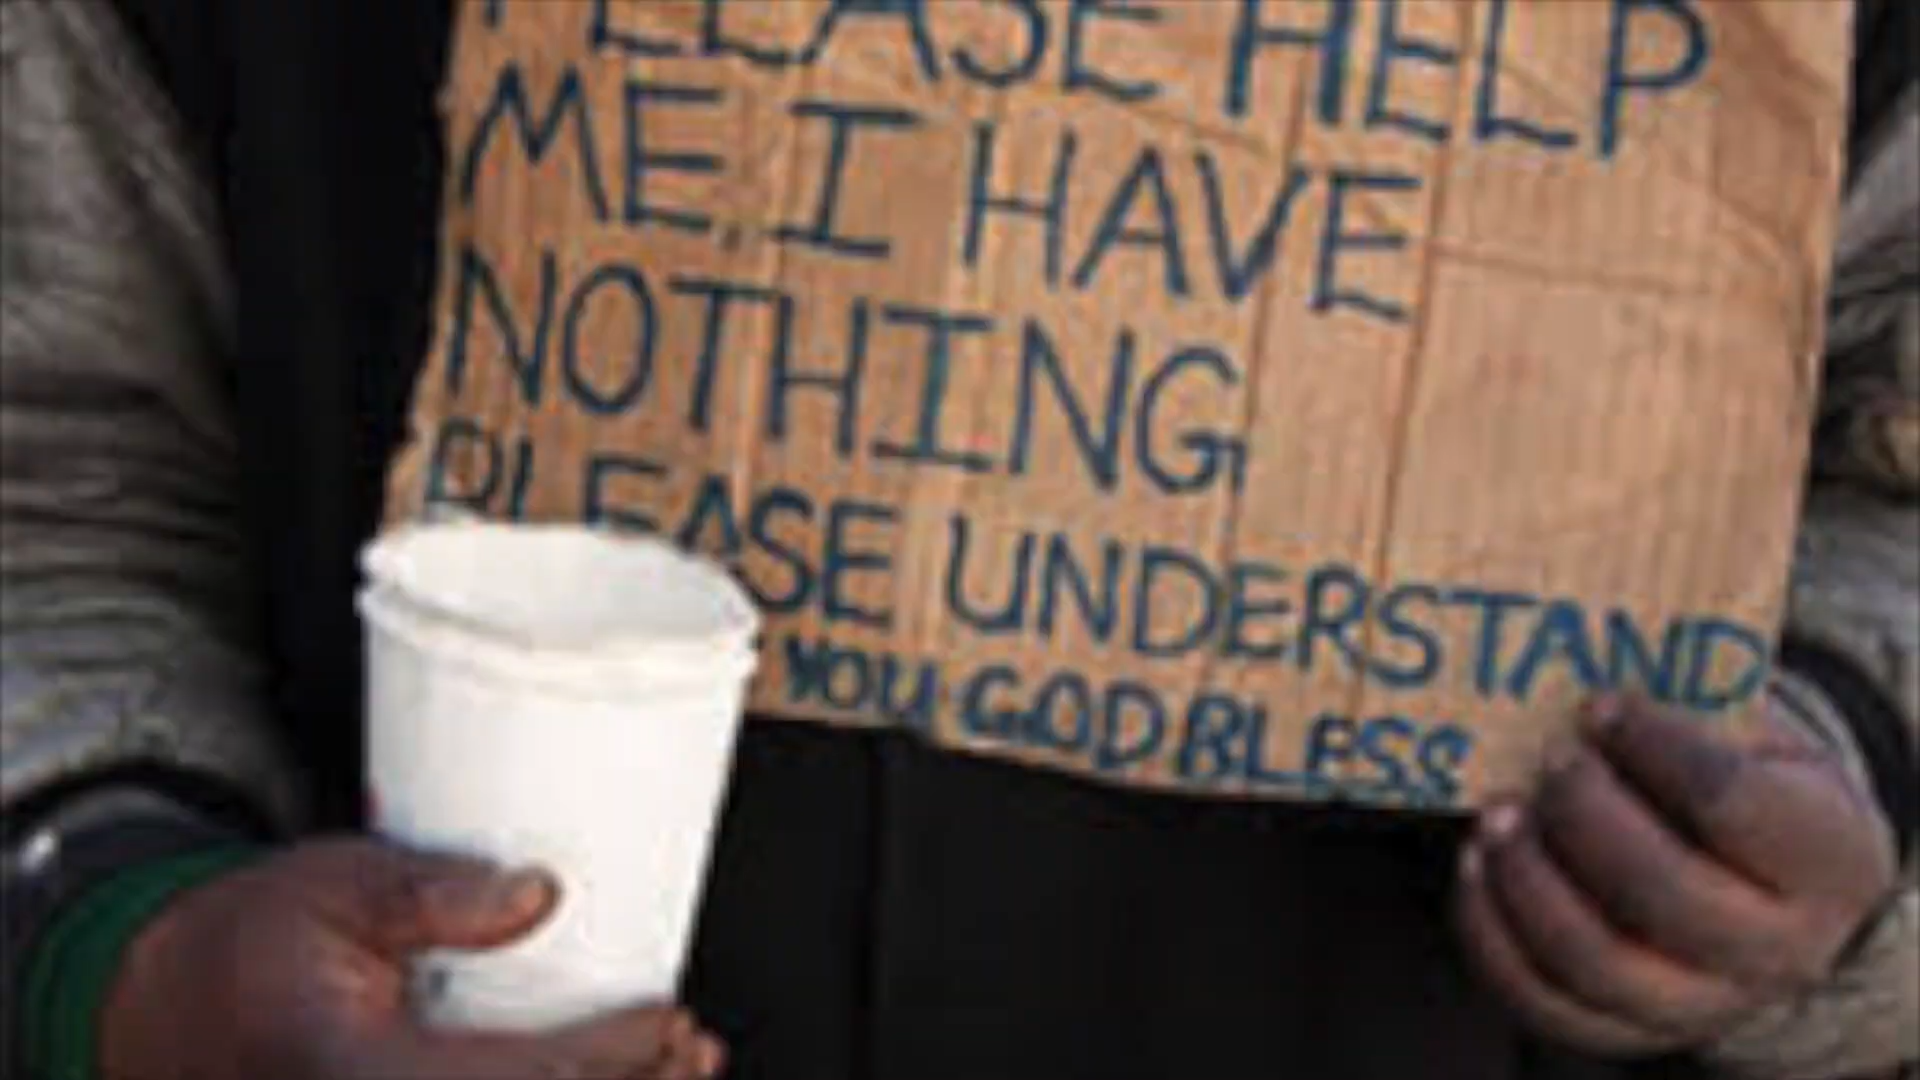 PLEASE HELP
ME, I HAVE
NOTHING
PLEASE UNDERSTAND
YOU GOD BLESS